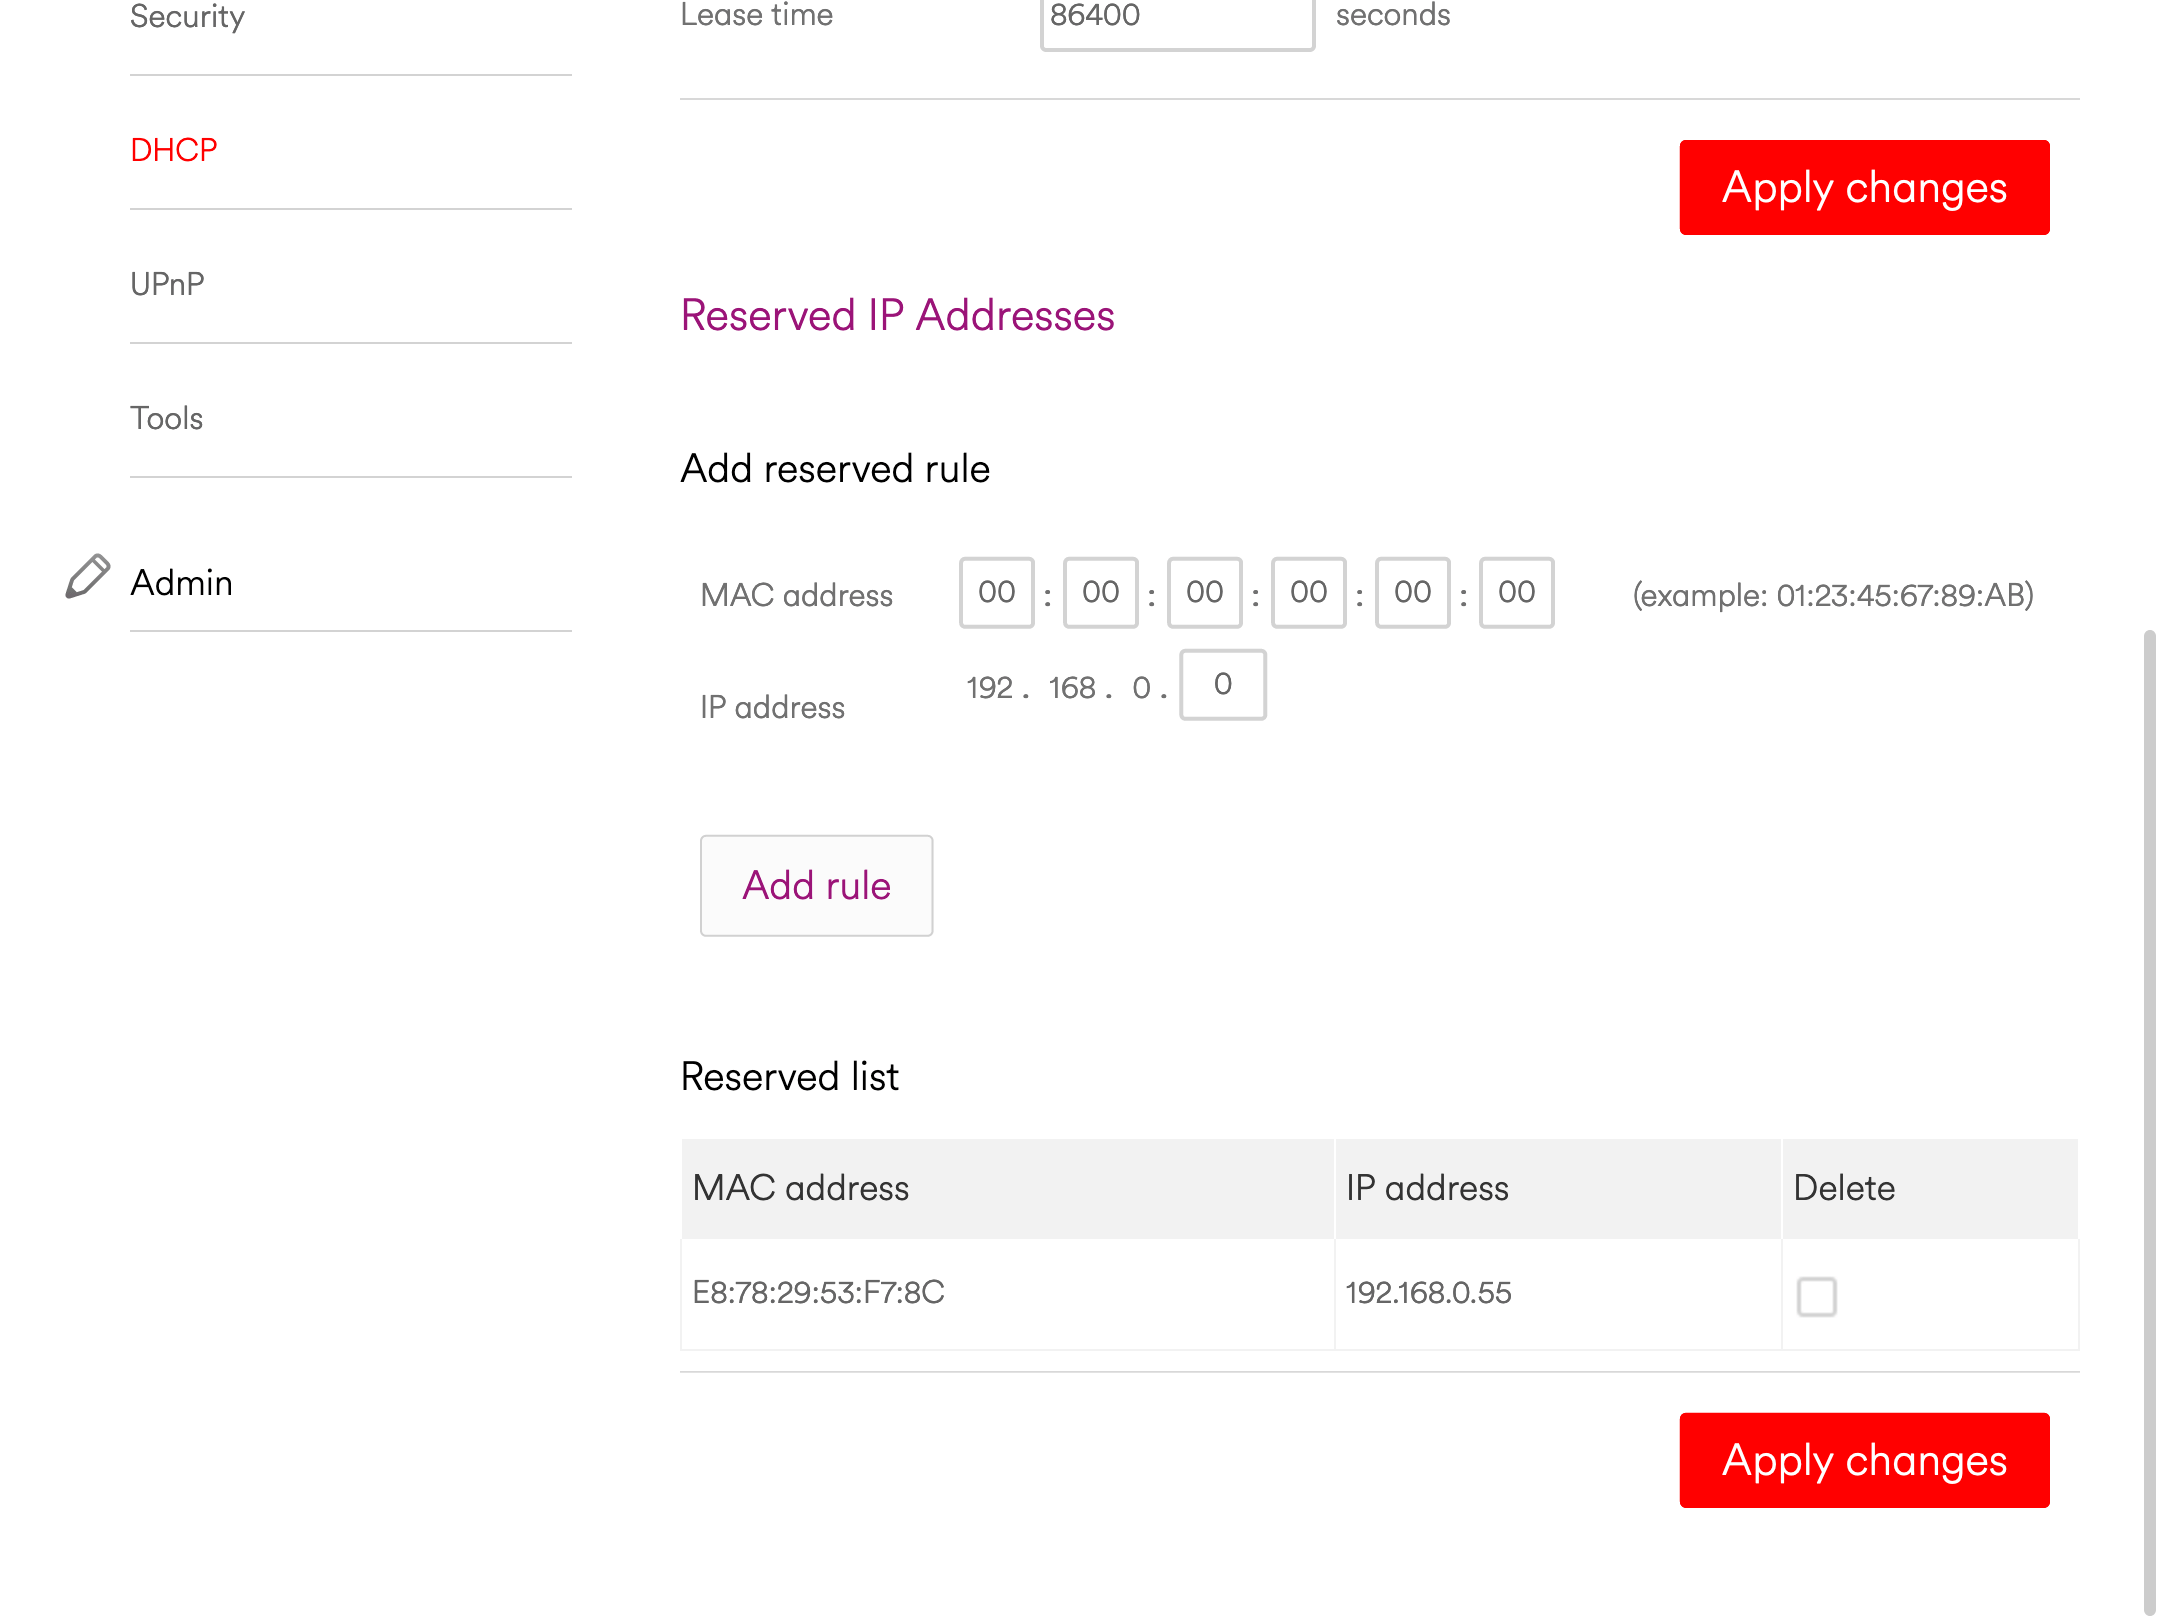 Security
DHCP
UPnP
Tools
Admin
Lease time 86400 seconds
Apply changes
Reserved IP Addresses
Add reserved rule
MAC address 00 : 00 : 00 : 00 : 00 : 00 (example: 01:23:45:67:89:AB)
IP address 192 . 168 . 0 . 0
Add rule
Reserved list
MAC address IP address Delete
E8:78:29:53:F7:8C 192.168.0.55
Apply changes